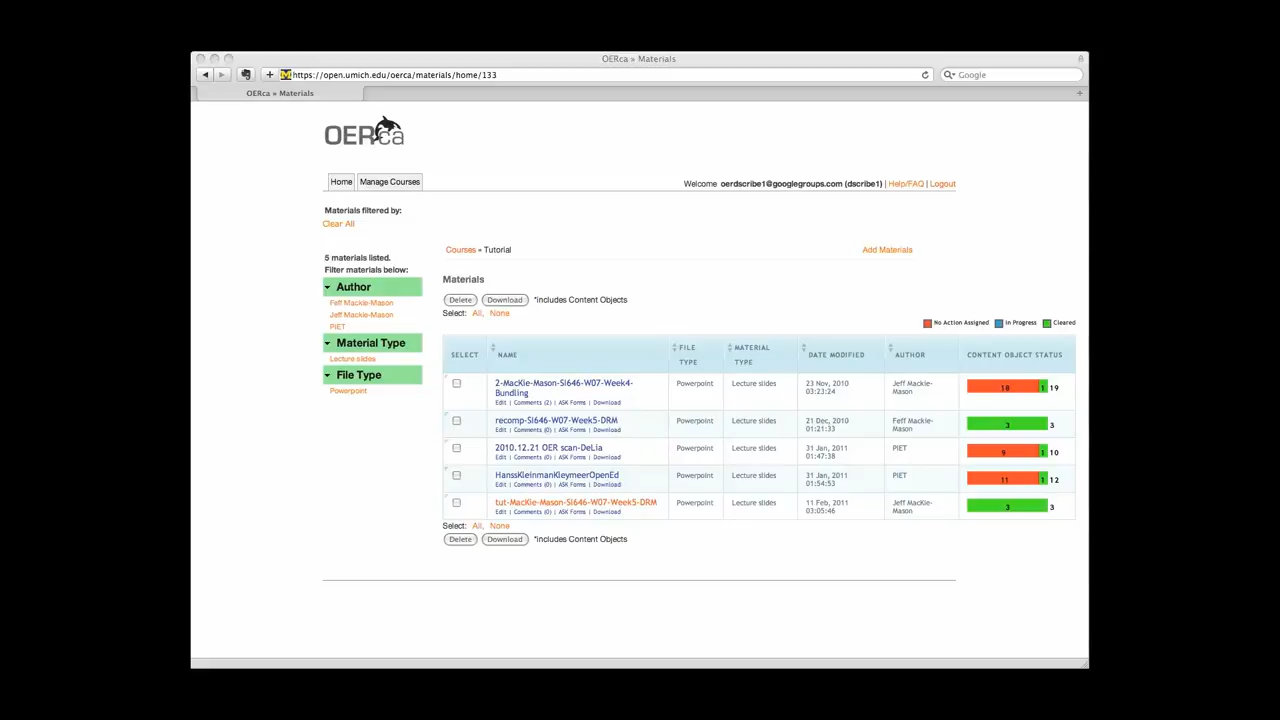 OERca » Materials
https://open.umich.edu/oerca/materials/home/133
Google
OERca » Materials
OERca
Home Manage Courses
Welcome oerdscribe1@googlegroups.com (dscribe1) | Help/FAQ | Logout
Materials filtered by:
Clear All
Courses » Tutorial Add Materials
5 materials listed.
Filter materials below:
Author
Feff Mackie-Mason
Jeff Mackie-Mason
PIET
Material Type
Lecture slides
File Type
Powerpoint
Materials
Delete Download *includes Content Objects
Select: All, None
No Action Assigned In Progress Cleared
SELECT NAME FILE TYPE MATERIAL TYPE DATE MODIFIED AUTHOR CONTENT OBJECT STATUS
2-MacKie-Mason-SI646-W07-Week4- Powerpoint Lecture slides 23 Nov, 2010 Jeff Mackie- 18 1 19
Bundling 03:23:24 Mason
Edit | Comments (2) | ASK Forms | Download
recomp-SI646-W07-Week5-DRM Powerpoint Lecture slides 21 Dec, 2010 Feff Mackie- 3 3
Edit | Comments (0) | ASK Forms | Download 01:21:33 Mason
2010.12.21 OER scan-DeLia Powerpoint Lecture slides 31 Jan, 2011 PIET 9 1 10
Edit | Comments (0) | ASK Forms | Download 01:47:38
HanssKleinmanKleymeerOpenEd Powerpoint Lecture slides 31 Jan, 2011 PIET 11 1 12
Edit | Comments (0) | ASK Forms | Download 01:54:53
tut-MacKie-Mason-SI646-W07-Week5-DRM Powerpoint Lecture slides 11 Feb, 2011 Jeff Mackie- 3 3
Edit | Comments (0) | ASK Forms | Download 03:05:46 Mason
Select: All, None
Delete Download *includes Content Objects